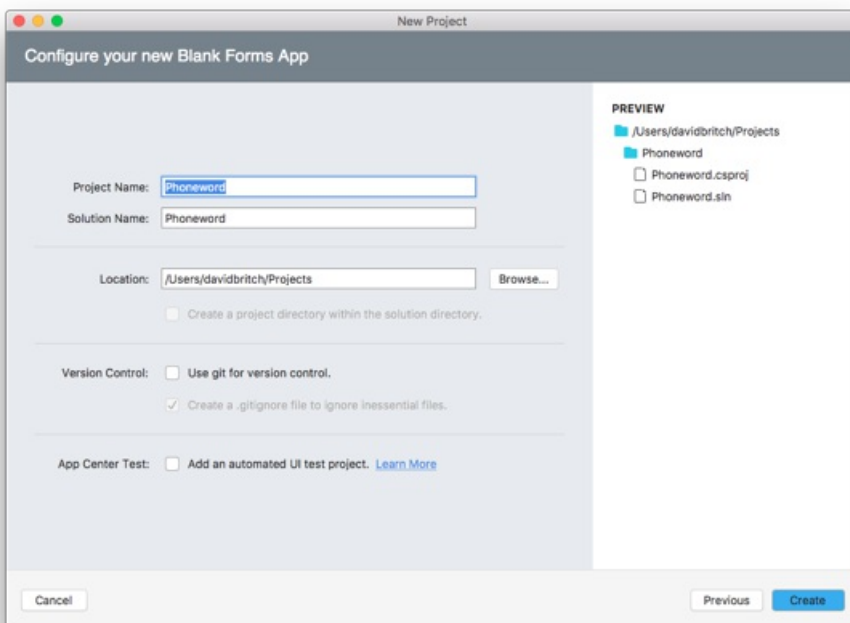 New Project
Configure your new Blank Forms App
Project Name: Phoneword
Solution Name: Phoneword
Location: /Users/davidbritch/Projects Browse...
Create a project directory within the solution directory.
Version Control: Use git for version control.
Create a .gitignore file to ignore inessential files.
App Center Test: Add an automated UI test project. Learn More
PREVIEW
/Users/davidbritch/Projects
Phoneword
Phoneword.csproj
Phoneword.sln
Cancel Previous Create